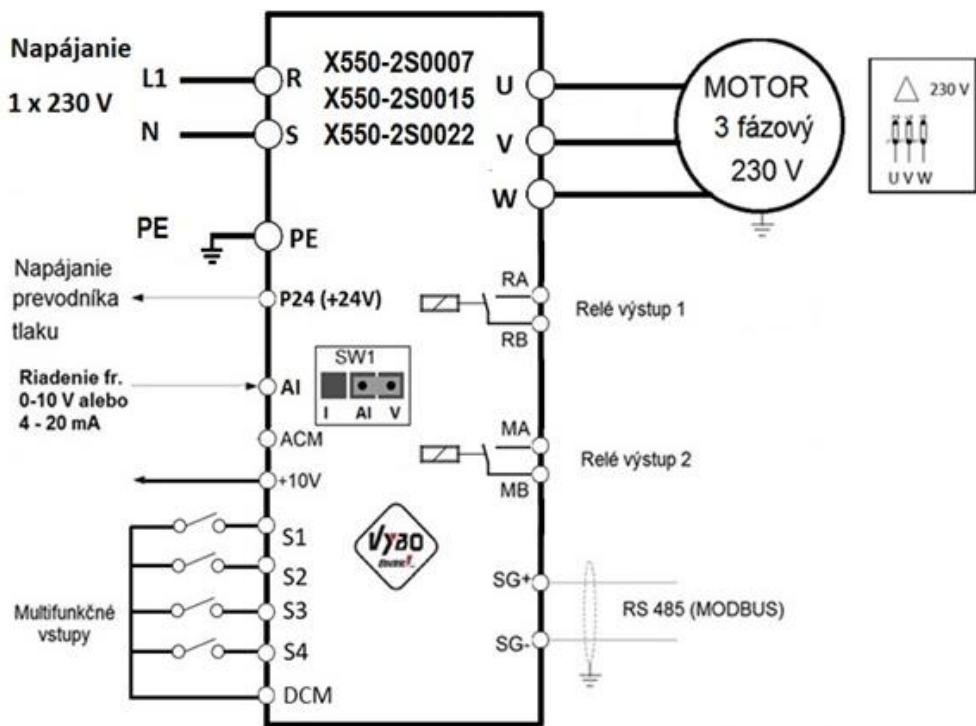 Napájanie
1 x 230 V
L1
N
PE
R
S
PE
X550-2S0007
X550-2S0015
X550-2S0022
U
V
W
MOTOR
3 fázový
230 V
230 V
U V W
Napájanie
prevodníka
tlaku
P24 (+24V)
RA
RB
Relé výstup 1
Riadenie fr.
0-10 V alebo
4 - 20 mA
AI
SW1
I AI V
ACM
+10V
MA
MB
Relé výstup 2
S1
S2
S3
S4
DCM
Multifunkčné
vstupy
Vybo
SG+
SG-
RS 485 (MODBUS)